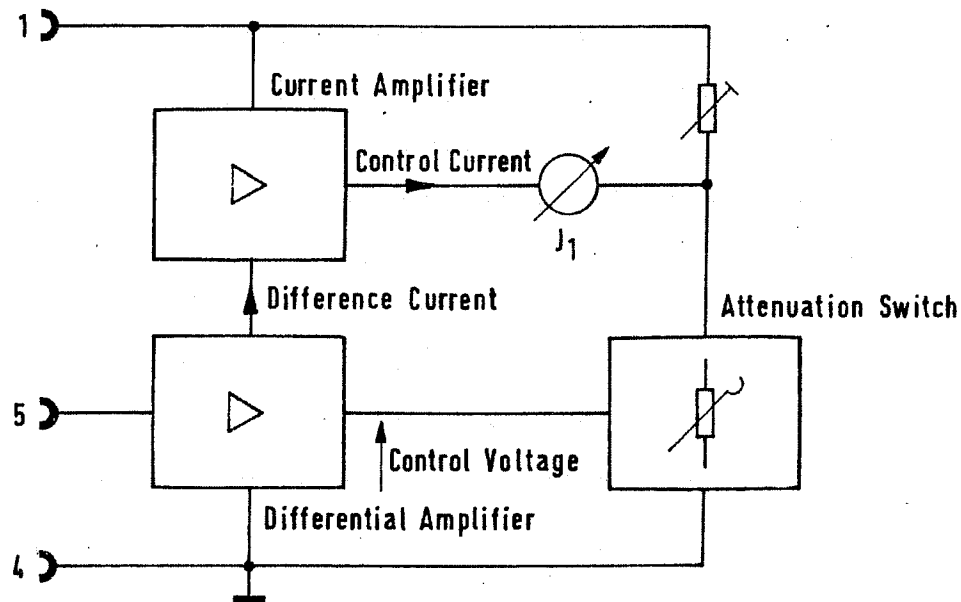 1
Current Amplifier
Control Current
J1
Difference Current
Attenuation Switch
5
Control Voltage
Differential Amplifier
4